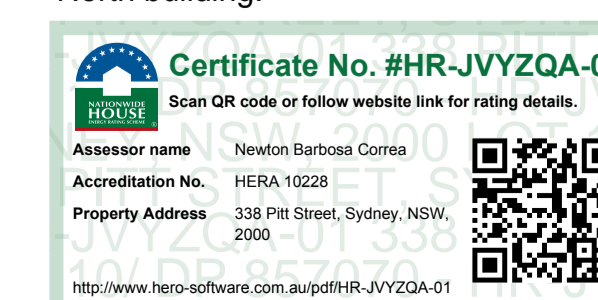 North building.
Certificate No. #HR-JVYZQA-0
Scan QR code or follow website link for rating details.
NATIONWIDE
HOUSE
ENERGY RATING SCHEME
®
Assessor name Newton Barbosa Correa
Accreditation No. HERA 10228
Property Address 338 Pitt Street, Sydney, NSW,
2000
http://www.hero-software.com.au/pdf/HR-JVYZQA-01